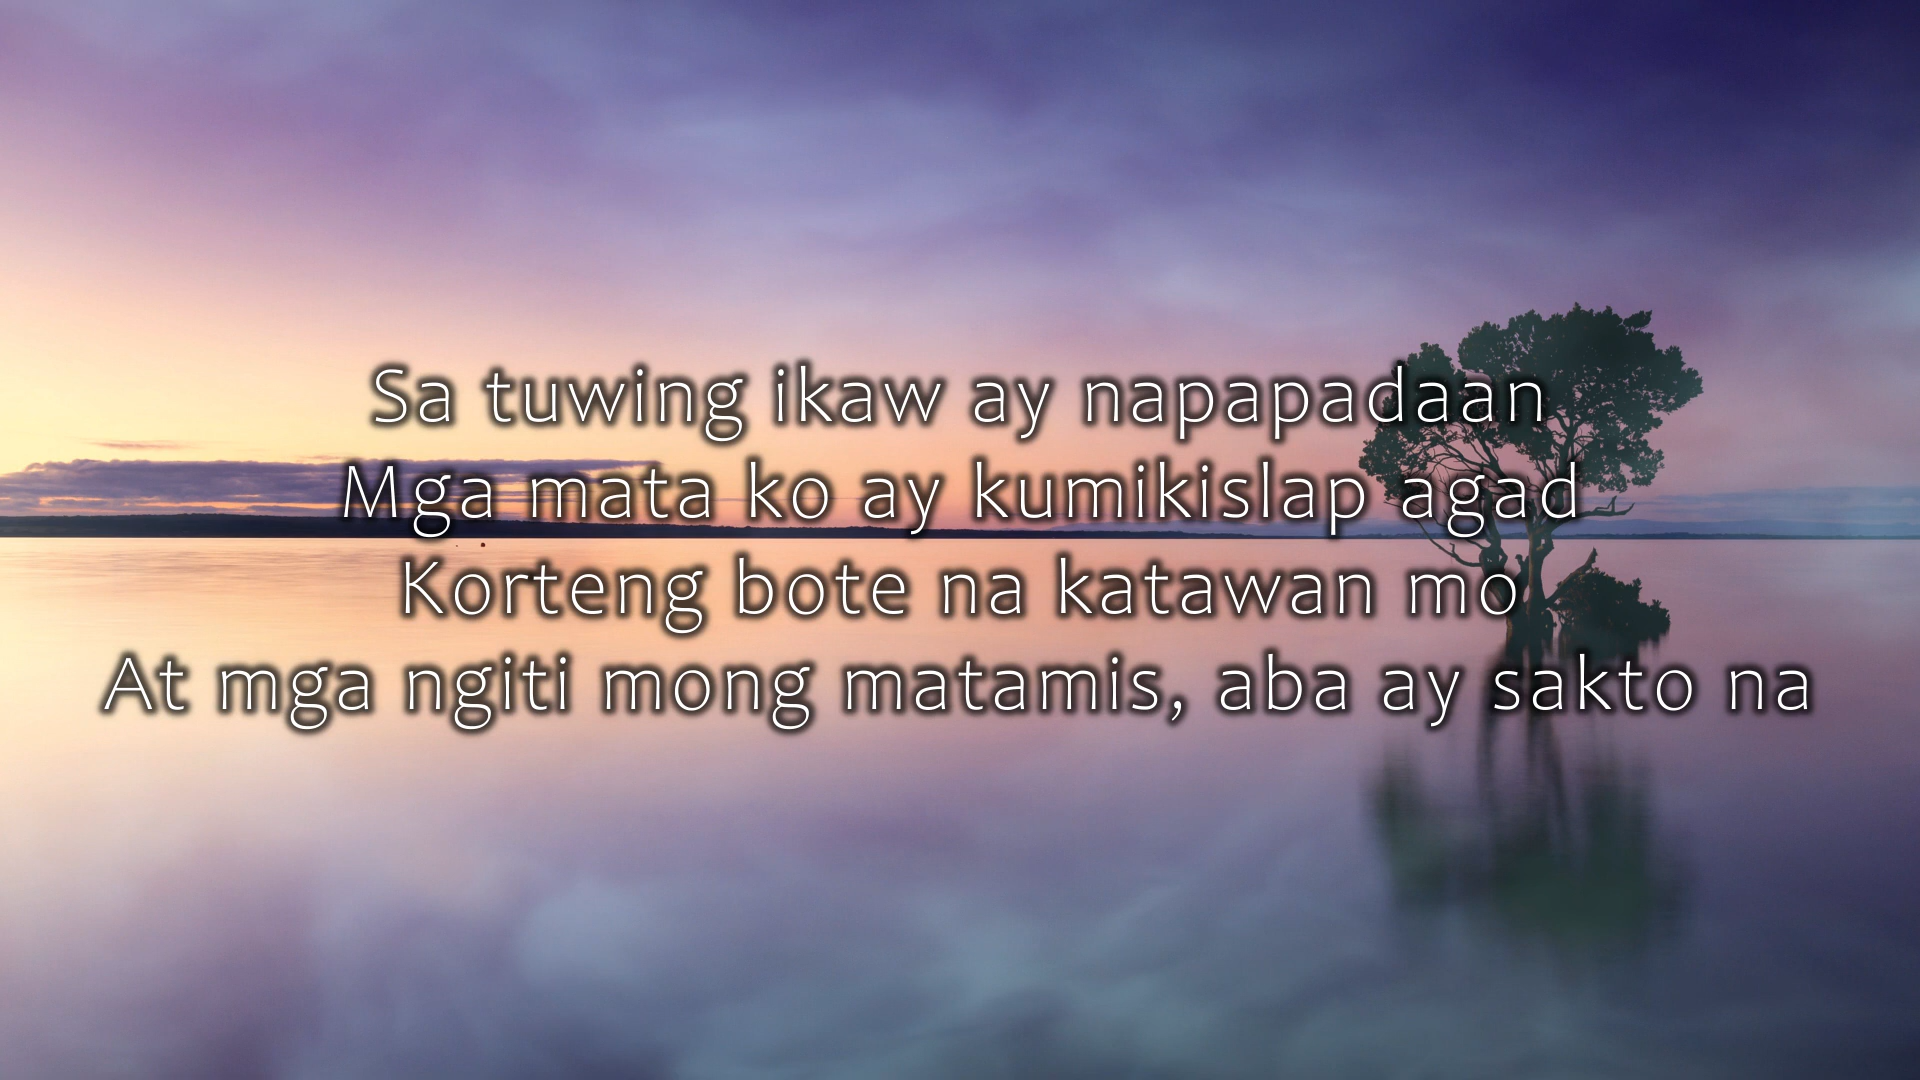 Sa tuwing ikaw ay napapadaan
Mga mata ko ay kumikislap agad
Korteng bote na katawan mo
At mga ngiti mong matamis, aba ay sakto na